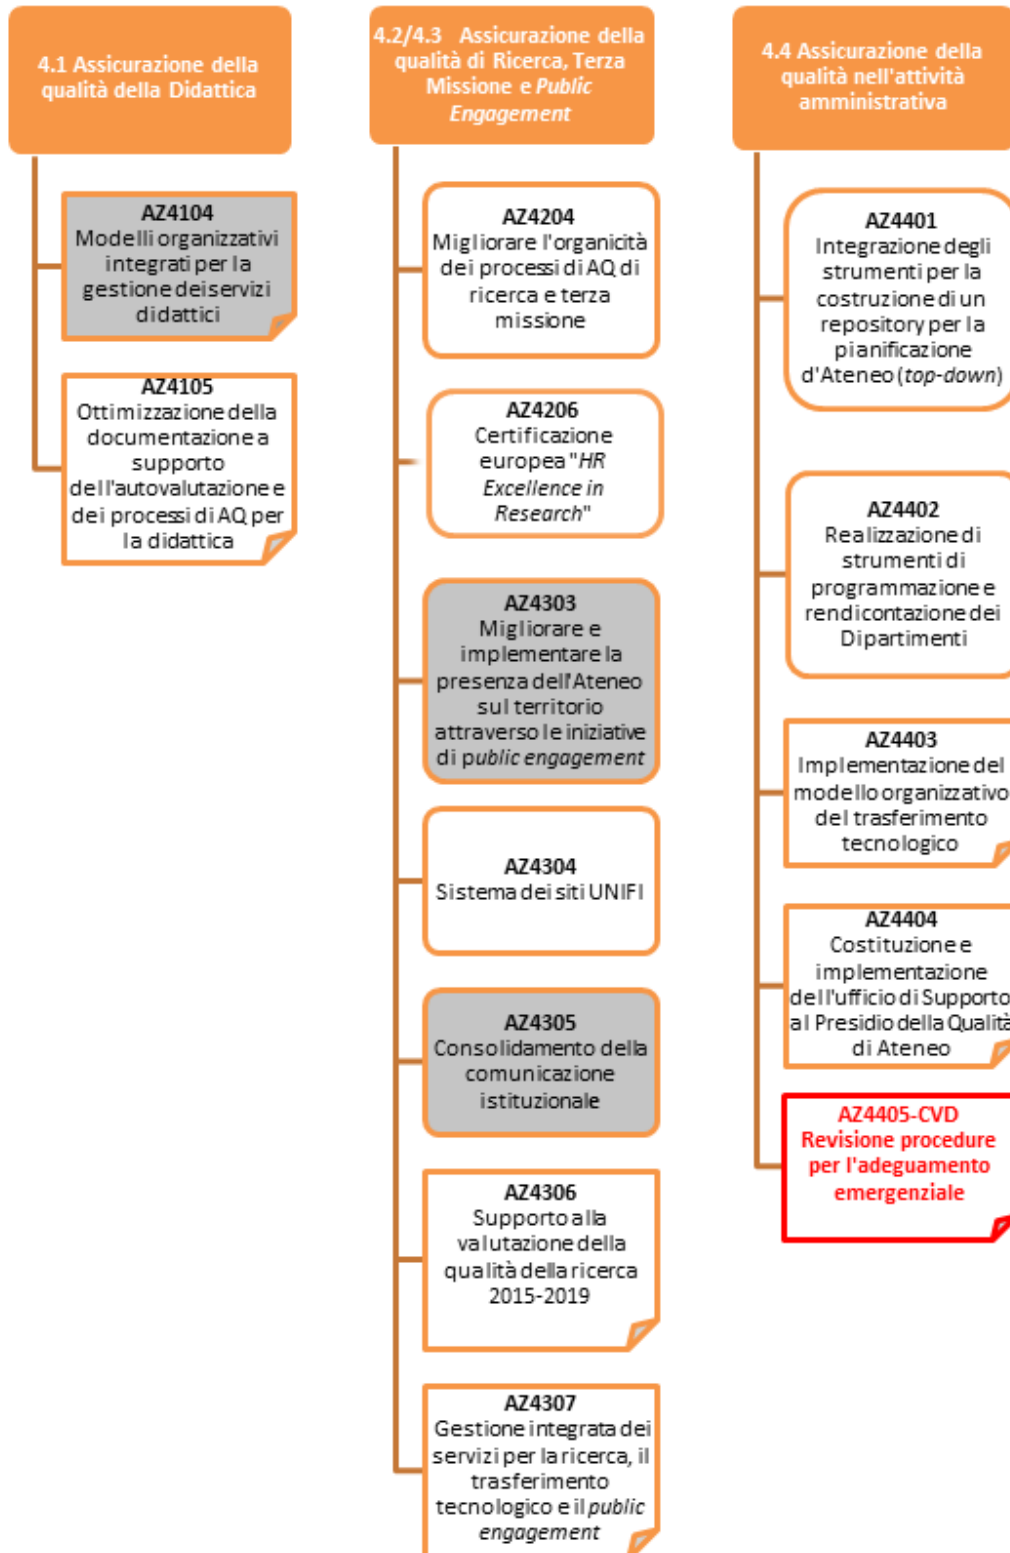 4.1 Assicurazione della
qualità della Didattica
AZ4104
Modelli organizzativi
integrati per la
gestione dei servizi
didattici
AZ4105
Ottimizzazione della
documentazione a
supporto
dell'autovalutazione e
dei processi di AQ per
la didattica
4.2/4.3 Assicurazione della
qualità di Ricerca, Terza
Missione e Public
Engagement
AZ4204
Migliorare l'organicità
dei processi di AQ di
ricerca e terza
missione
AZ4206
Certificazione
europea "HR
Excellence in
Research"
AZ4303
Migliorare e
implementare la
presenza dell'Ateneo
sul territorio
attraverso le iniziative
di public engagement
AZ4304
Sistema dei siti UNIFI
AZ4305
Consolidamento della
comunicazione
istituzionale
AZ4306
Supporto alla
valutazione della
qualità della ricerca
2015-2019
AZ4307
Gestione integrata dei
servizi per la ricerca, il
trasferimento
tecnologico e il public
engagement
4.4 Assicurazione della
qualità nell'attività
amministrativa
AZ4401
Integrazione degli
strumenti per la
costruzione di un
repository per la
pianificazione
d'Ateneo (top-down)
AZ4402
Realizzazione di
strumenti di
programmazione e
rendicontazione dei
Dipartimenti
AZ4403
Implementazione del
modello organizzativo
del trasferimento
tecnologico
AZ4404
Costituzione e
implementazione
dell'ufficio di Supporto
al Presidio della Qualità
di Ateneo
AZ4405-CVD
Revisione procedure
per l'adeguamento
emergenziale